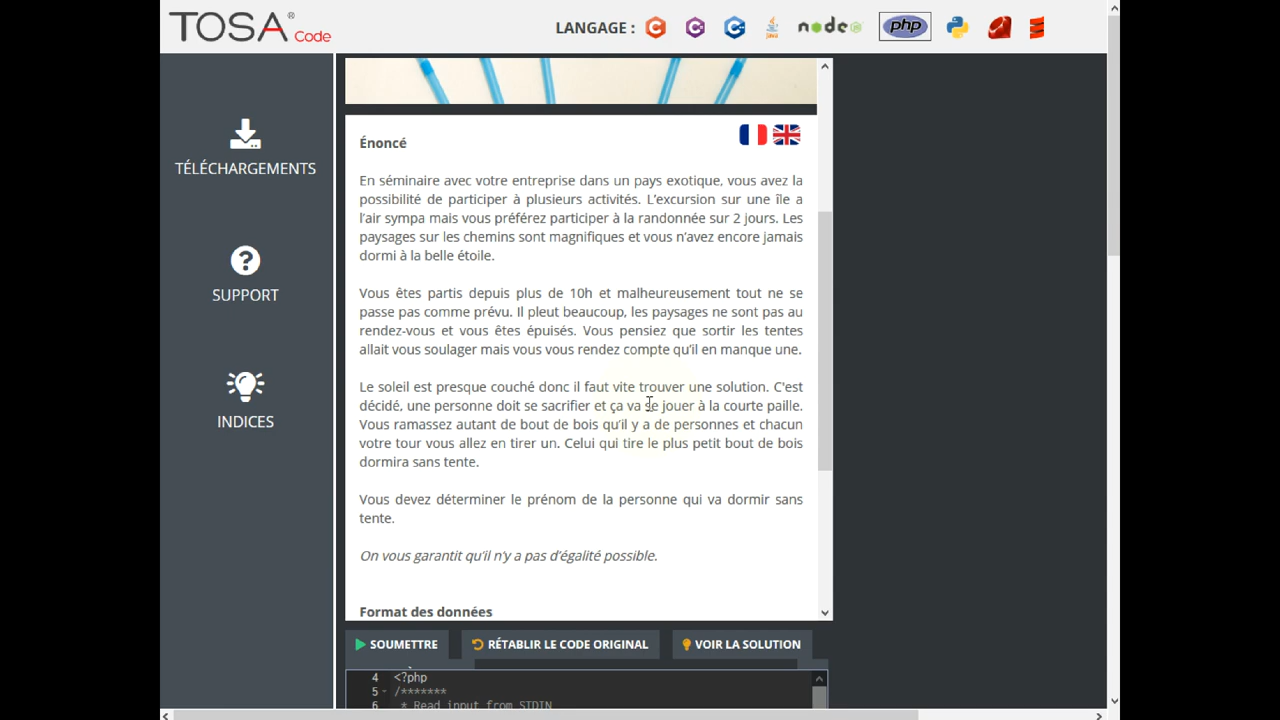 TOSA® Code
LANGAGE :
node
php
TÉLÉCHARGEMENTS
SUPPORT
INDICES
Énoncé
En séminaire avec votre entreprise dans un pays exotique, vous avez la
possibilité de participer à plusieurs activités. L’excursion sur une île a
l’air sympa mais vous préférez participer à la randonnée sur 2 jours. Les
paysages sur les chemins sont magnifiques et vous n’avez encore jamais
dormi à la belle étoile.
Vous êtes partis depuis plus de 10h et malheureusement tout ne se
passe pas comme prévu. Il pleut beaucoup, les paysages ne sont pas au
rendez-vous et vous êtes épuisés. Vous pensiez que sortir les tentes
allait vous soulager mais vous vous rendez compte qu’il en manque une.
Le soleil est presque couché donc il faut vite trouver une solution. C'est
décidé, une personne doit se sacrifier et ça va se jouer à la courte paille.
Vous ramassez autant de bout de bois qu’il y a de personnes et chacun
votre tour vous allez en tirer un. Celui qui tire le plus petit bout de bois
dormira sans tente.
Vous devez déterminer le prénom de la personne qui va dormir sans
tente.
On vous garantit qu’il n’y a pas d’égalité possible.
Format des données
SOUMETTRE
RÉTABLIR LE CODE ORIGINAL
VOIR LA SOLUTION
4 <?php
5 /*******
6 * Read input from STDIN